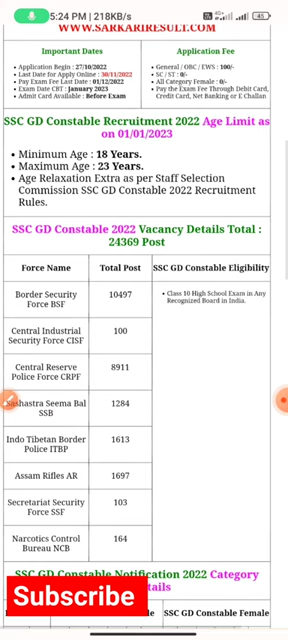 5:24 PM | 218KB/s
4G+
45
WWW.SARKARIRESULT.COM
Important Dates
• Application Begin : 27/10/2022
• Last Date for Apply Online : 30/11/2022
• Pay Exam Fee Last Date : 01/12/2022
• Exam Date CBT : January 2023
• Admit Card Available : Before Exam
Application Fee
• General / OBC / EWS : 100/-
• SC / ST : 0/-
• All Category Female : 0/-
• Pay the Exam Fee Through Debit Card,
Credit Card, Net Banking or E Challan
SSC GD Constable Recruitment 2022 Age Limit as
on 01/01/2023
• Minimum Age : 18 Years.
• Maximum Age : 23 Years.
• Age Relaxation Extra as per Staff Selection
Commission SSC GD Constable 2022 Recruitment
Rules.
SSC GD Constable 2022 Vacancy Details Total :
24369 Post
Force Name Total Post SSC GD Constable Eligibility
Border Security
Force BSF
10497
• Class 10 High School Exam in Any
Recognized Board in India.
Central Industrial
Security Force CISF
100
Central Reserve
Police Force CRPF
8911
Sashastra Seema Bal
SSB
1284
Indo Tibetan Border
Police ITBP
1613
Assam Rifles AR 1697
Secretariat Security
Force SSF
103
Narcotics Control
Bureau NCB
164
SSC GD Constable Notification 2022 Category
Subscribe
SSC GD Constable Female